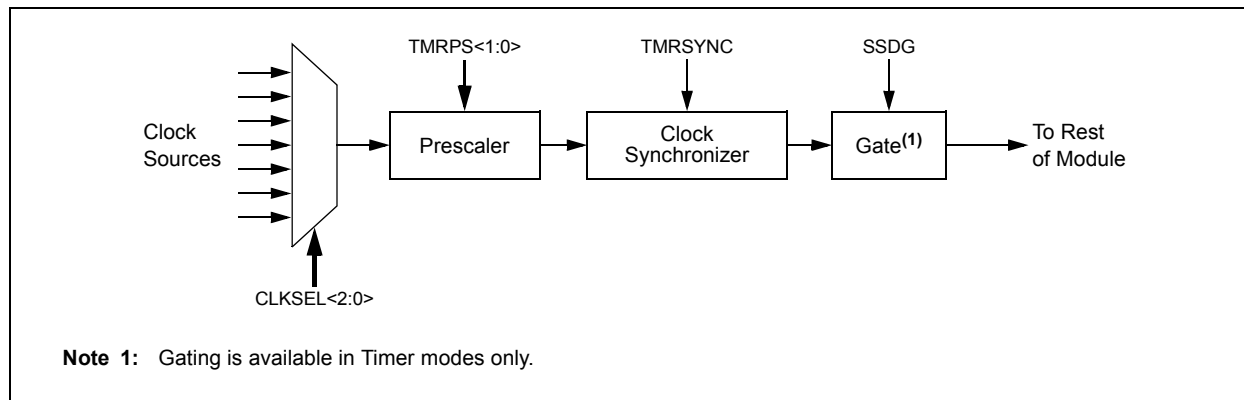 TMRPS<1:0>
TMRSYNC
SSDG
Clock
Sources
Prescaler
Clock
Synchronizer
Gate(1)
To Rest
of Module
CLKSEL<2:0>
Note 1: Gating is available in Timer modes only.